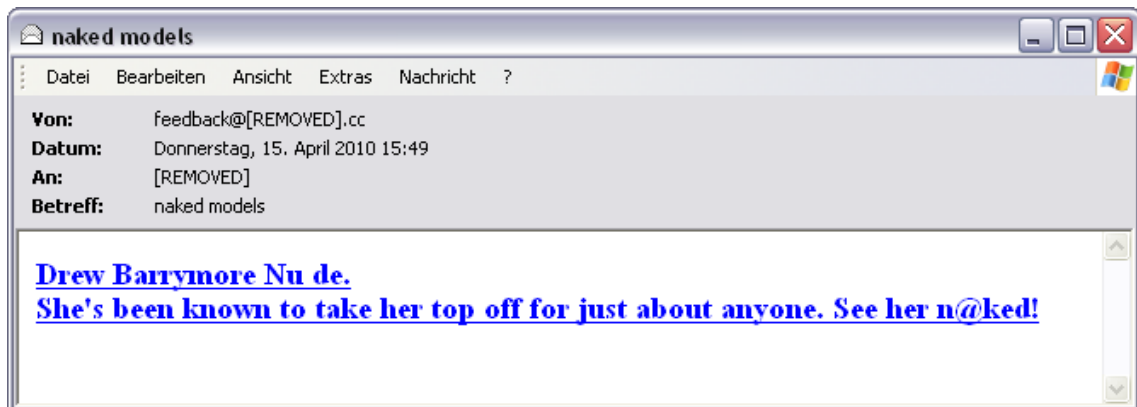 naked models
Datei Bearbeiten Ansicht Extras Nachricht ?
Von: feedback@[REMOVED].cc
Datum: Donnerstag, 15. April 2010 15:49
An: [REMOVED]
Betreff: naked models
Drew Barrymore Nu de.
She's been known to take her top off for just about anyone. See her n@ked!